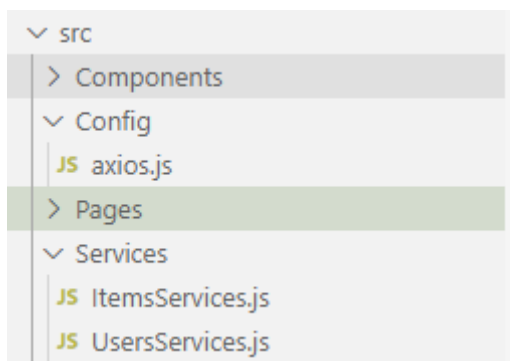 src
Components
Config
JS axios.js
Pages
Services
JS ItemsServices.js
JS UsersServices.js